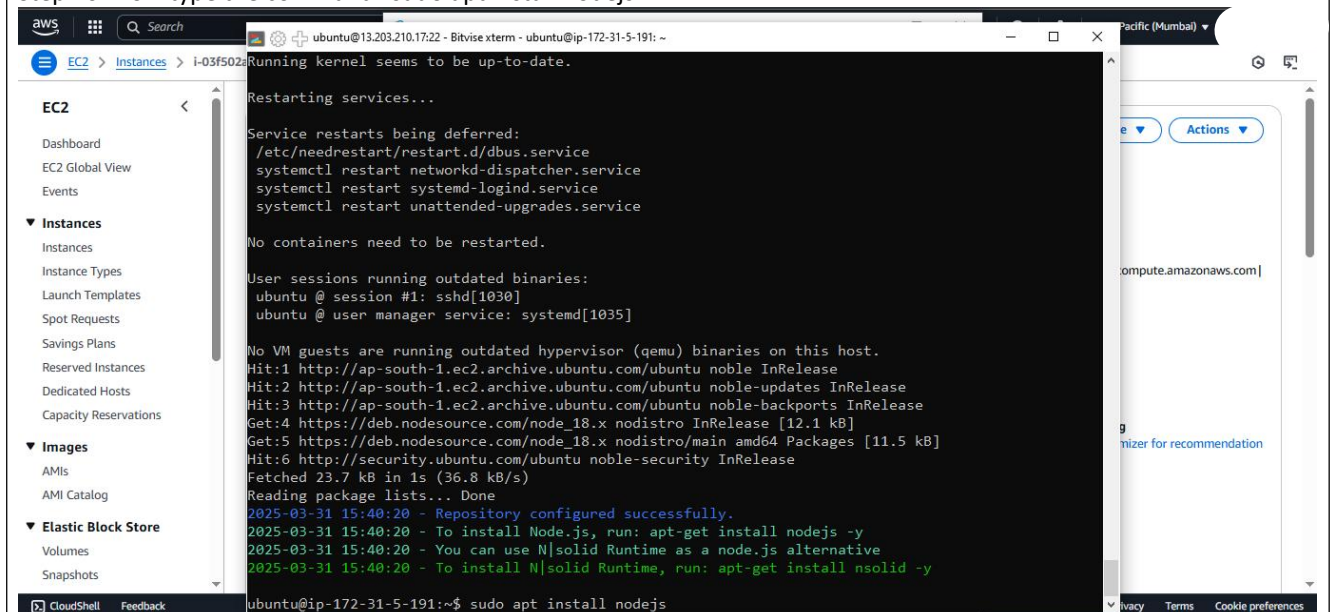 aws
Search
ubuntu@13.203.210.17:22 - Bitvise xterm - ubuntu@ip-172-31-5-191: ~
Pacific (Mumbai)
EC2 > Instances > i-03f502a
EC2
Dashboard
EC2 Global View
Events
Instances
Instances
Instance Types
Launch Templates
Spot Requests
Savings Plans
Reserved Instances
Dedicated Hosts
Capacity Reservations
Images
AMIs
AMI Catalog
Elastic Block Store
Volumes
Snapshots
CloudShell Feedback
Running kernel seems to be up-to-date.
Restarting services...
Service restarts being deferred:
/etc/needrestart/restart.d/dbus.service
systemctl restart networkd-dispatcher.service
systemctl restart systemd-logind.service
systemctl restart unattended-upgrades.service
No containers need to be restarted.
User sessions running outdated binaries:
ubuntu @ session #1: sshd[1030]
ubuntu @ user manager service: systemd[1035]
No VM guests are running outdated hypervisor (qemu) binaries on this host.
Hit:1 http://ap-south-1.ec2.archive.ubuntu.com/ubuntu noble InRelease
Hit:2 http://ap-south-1.ec2.archive.ubuntu.com/ubuntu noble-updates InRelease
Hit:3 http://ap-south-1.ec2.archive.ubuntu.com/ubuntu noble-backports InRelease
Get:4 https://deb.nodesource.com/node_18.x nodistro InRelease [12.1 kB]
Get:5 https://deb.nodesource.com/node_18.x nodistro/main amd64 Packages [11.5 kB]
Hit:6 http://security.ubuntu.com/ubuntu noble-security InRelease
Fetched 23.7 kB in 1s (36.8 kB/s)
Reading package lists... Done
2025-03-31 15:40:20 - Repository configured successfully.
2025-03-31 15:40:20 - To install Node.js, run: apt-get install nodejs -y
2025-03-31 15:40:20 - You can use N|solid Runtime as a node.js alternative
2025-03-31 15:40:20 - To install N|solid Runtime, run: apt-get install nsolid -y
ubuntu@ip-172-31-5-191:~$ sudo apt install nodejs
Actions
compute.amazonaws.com |
mizer for recommendation
ivacy Terms Cookie preferences